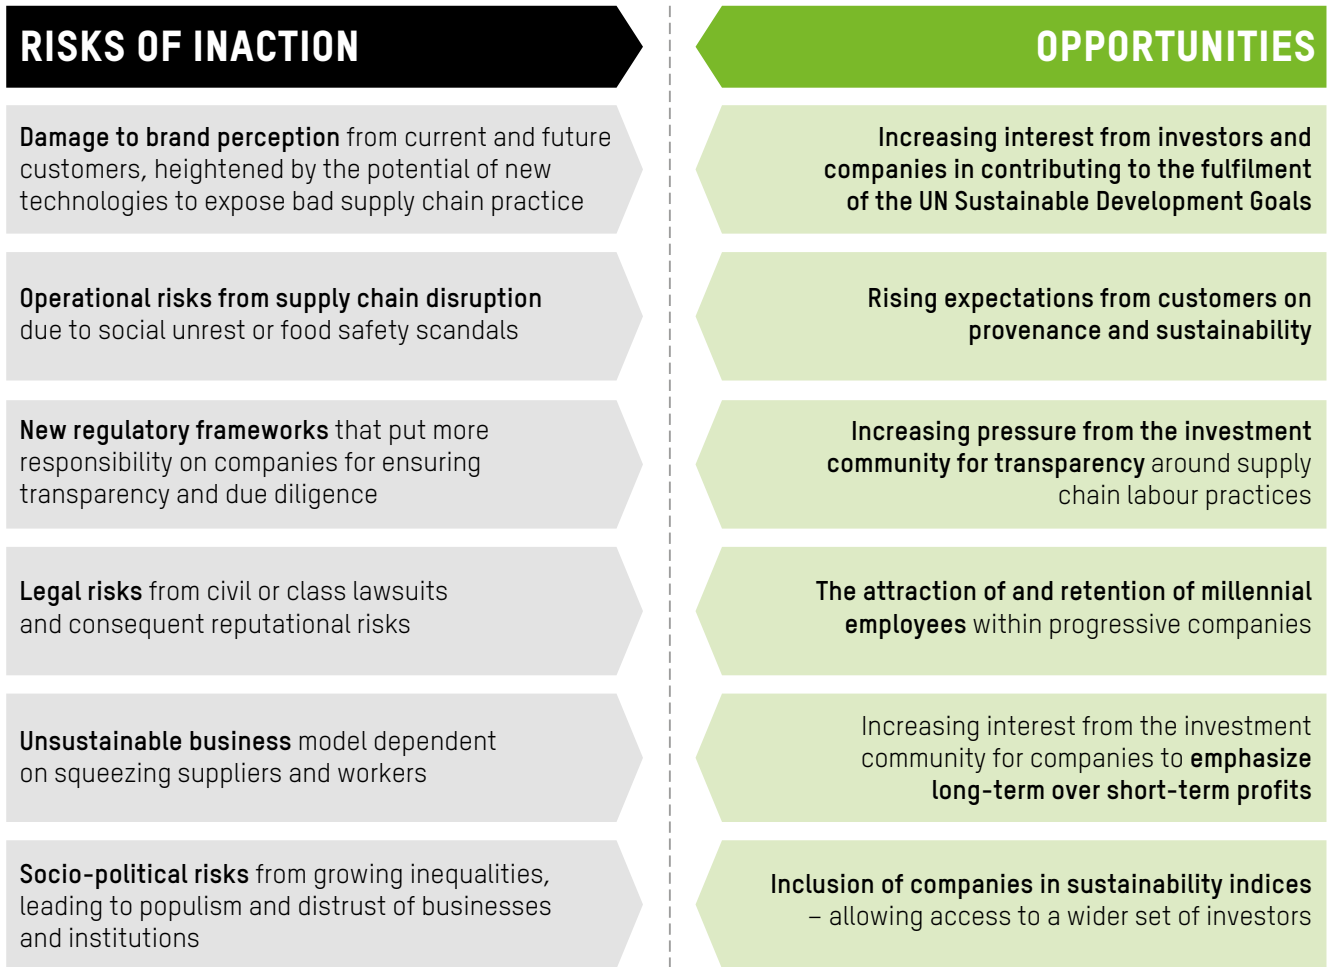 RISKS OF INACTION
Damage to brand perception from current and future
customers, heightened by the potential of new
technologies to expose bad supply chain practice
Operational risks from supply chain disruption
due to social unrest or food safety scandals
New regulatory frameworks that put more
responsibility on companies for ensuring
transparency and due diligence
Legal risks from civil or class lawsuits
and consequent reputational risks
Unsustainable business model dependent
on squeezing suppliers and workers
Socio-political risks from growing inequalities,
leading to populism and distrust of businesses
and institutions
OPPORTUNITIES
Increasing interest from investors and
companies in contributing to the fulfilment
of the UN Sustainable Development Goals
Rising expectations from customers on
provenance and sustainability
Increasing pressure from the investment
community for transparency around supply
chain labour practices
The attraction of and retention of millennial
employees within progressive companies
Increasing interest from the investment
community for companies to emphasize
long-term over short-term profits
Inclusion of companies in sustainability indices
– allowing access to a wider set of investors